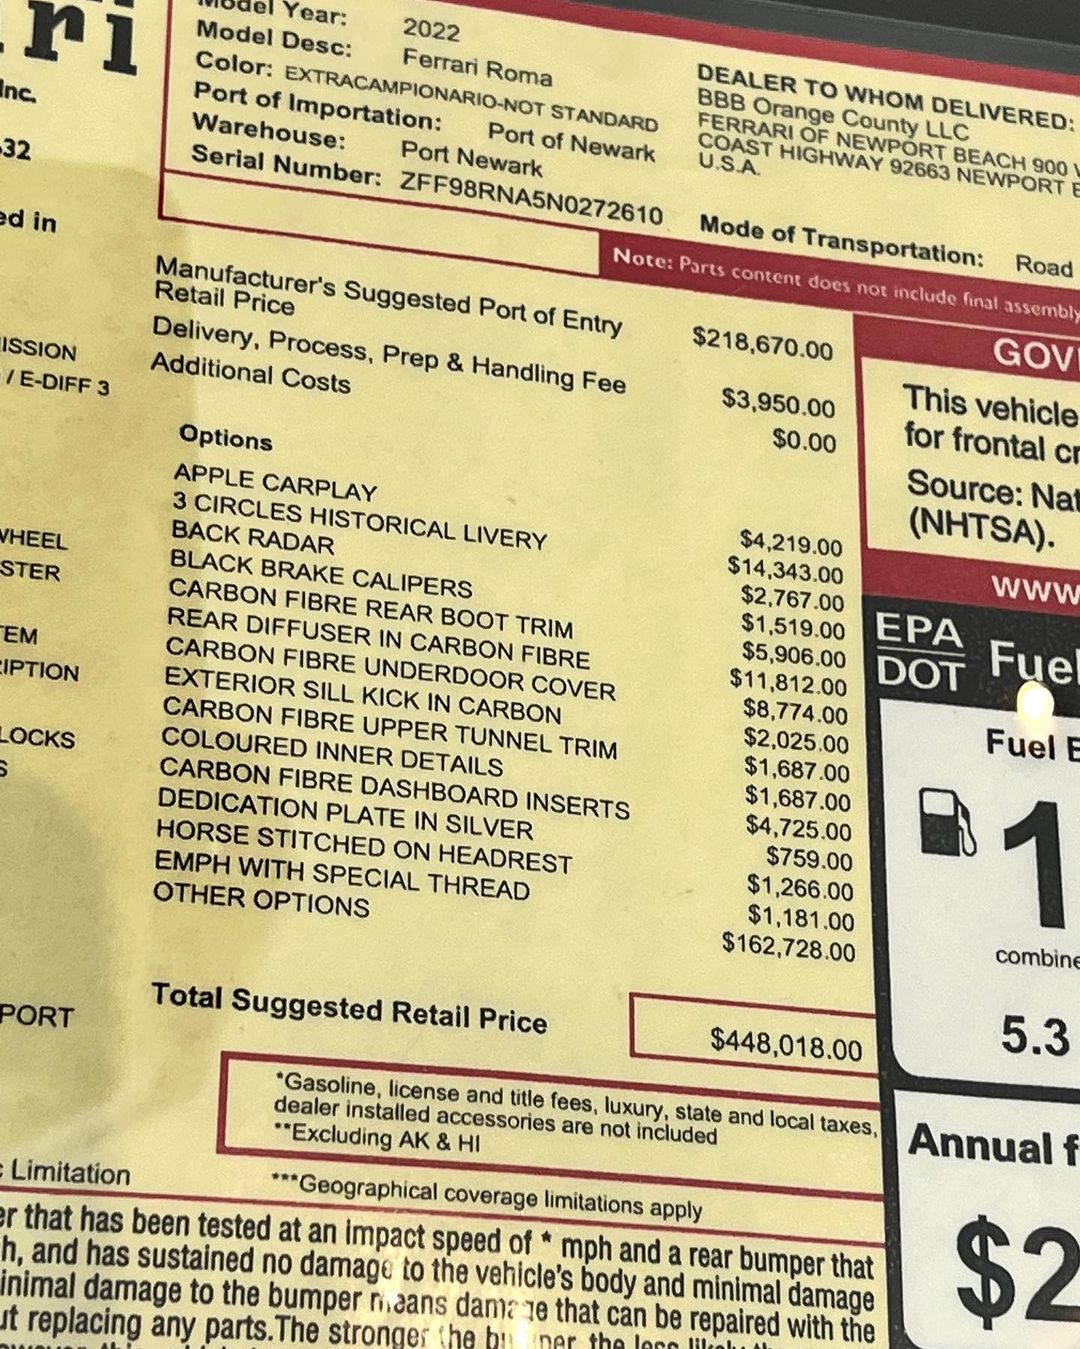 rri
Inc.
32
ed in
ISSION
/ E-DIFF 3
WHEEL
STER
TEM
RIPTION
LOCKS
S
PORT
Limitation
Model Year: 2022
Model Desc: Ferrari Roma
Color: EXTRACAMPIONARIO-NOT STANDARD
Port of Importation: Port of Newark
Warehouse: Port Newark
Serial Number: ZFF98RNA5N0272610
DEALER TO WHOM DELIVERED:
BBB Orange County LLC
FERRARI OF NEWPORT BEACH 900 W
COAST HIGHWAY 92663 NEWPORT B
U.S.A.
Mode of Transportation: Road
Note: Parts content does not include final assembly
Manufacturer's Suggested Port of Entry
Retail Price $218,670.00
Delivery, Process, Prep & Handling Fee $3,950.00
Additional Costs $0.00
Options
APPLE CARPLAY $4,219.00
3 CIRCLES HISTORICAL LIVERY $14,343.00
BACK RADAR $2,767.00
BLACK BRAKE CALIPERS $1,519.00
CARBON FIBRE REAR BOOT TRIM $5,906.00
REAR DIFFUSER IN CARBON FIBRE $11,812.00
CARBON FIBRE UNDERDOOR COVER $8,774.00
EXTERIOR SILL KICK IN CARBON $2,025.00
CARBON FIBRE UPPER TUNNEL TRIM $1,687.00
COLOURED INNER DETAILS $1,687.00
CARBON FIBRE DASHBOARD INSERTS $4,725.00
DEDICATION PLATE IN SILVER $759.00
HORSE STITCHED ON HEADREST $1,266.00
EMPH WITH SPECIAL THREAD $1,181.00
OTHER OPTIONS $162,728.00
Total Suggested Retail Price $448,018.00
*Gasoline, license and title fees, luxury, state and local taxes,
dealer installed accessories are not included
**Excluding AK & HI
***Geographical coverage limitations apply
GOV
This vehicle
for frontal cr
Source: Nat
(NHTSA).
www
EPA
DOT
Fuel
Fuel E
1
combine
5.3
Annual f
$2
er that has been tested at an impact speed of * mph and a rear bumper that
h, and has sustained no damage to the vehicle's body and minimal damage
inimal damage to the bumper means damage that can be repaired with the
ut replacing any parts.The stronger the bumper, the less